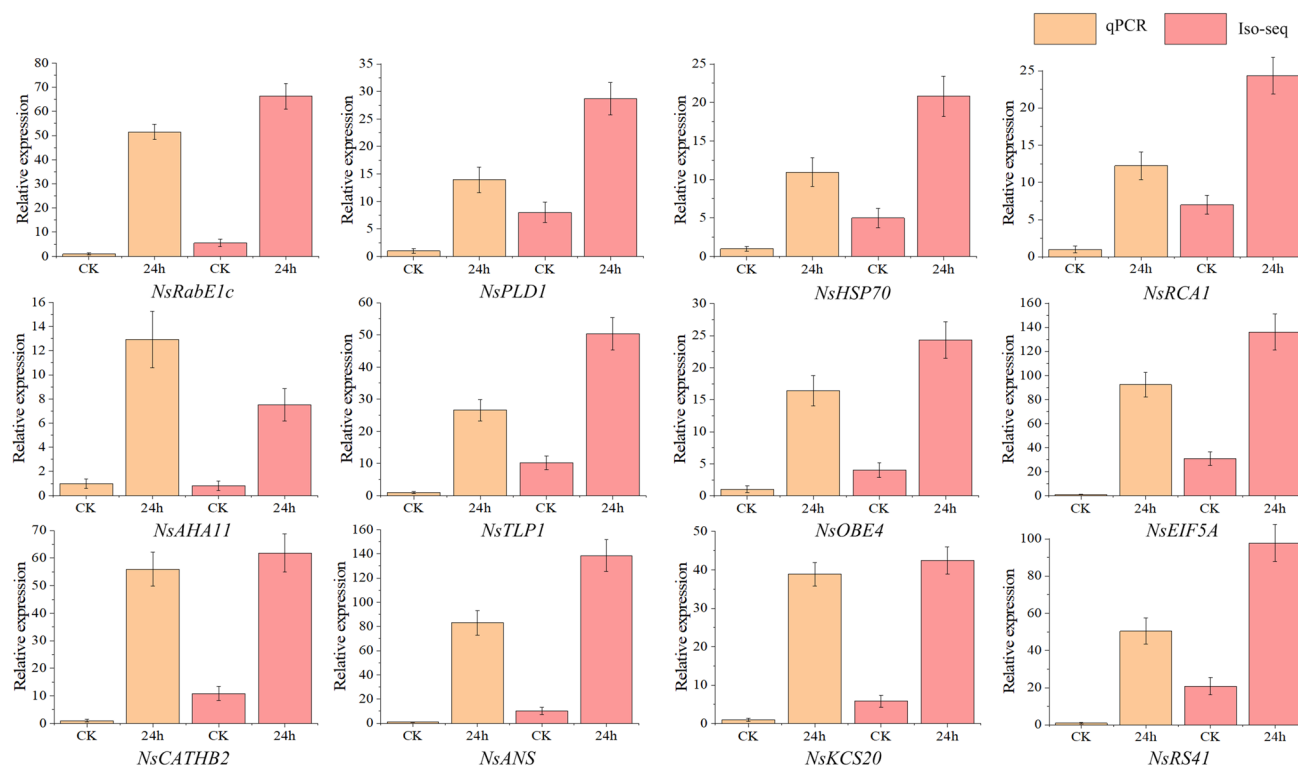 qPCR Iso-seq
Relative expression
80
70
60
50
40
30
20
10
0
CK 24h CK 24h
NsRabE1c
Relative expression
35
30
25
20
15
10
5
0
CK 24h CK 24h
NsPLD1
Relative expression
25
20
15
10
5
0
CK 24h CK 24h
NsHSP70
Relative expression
25
20
15
10
5
0
CK 24h CK 24h
NsRCA1
Relative expression
16
14
12
10
8
6
4
2
0
CK 24h CK 24h
NsAHA11
Relative expression
60
50
40
30
20
10
0
CK 24h CK 24h
NsTLP1
Relative expression
30
25
20
15
10
5
0
CK 24h CK 24h
NsOBE4
Relative expression
160
140
120
100
80
60
40
20
0
CK 24h CK 24h
NsEIF5A
Relative expression
70
60
50
40
30
20
10
0
CK 24h CK 24h
NsCATHB2
Relative expression
160
140
120
100
80
60
40
20
0
CK 24h CK 24h
NsANS
Relative expression
50
40
30
20
10
0
CK 24h CK 24h
NsKCS20
Relative expression
100
80
60
40
20
0
CK 24h CK 24h
NsRS41